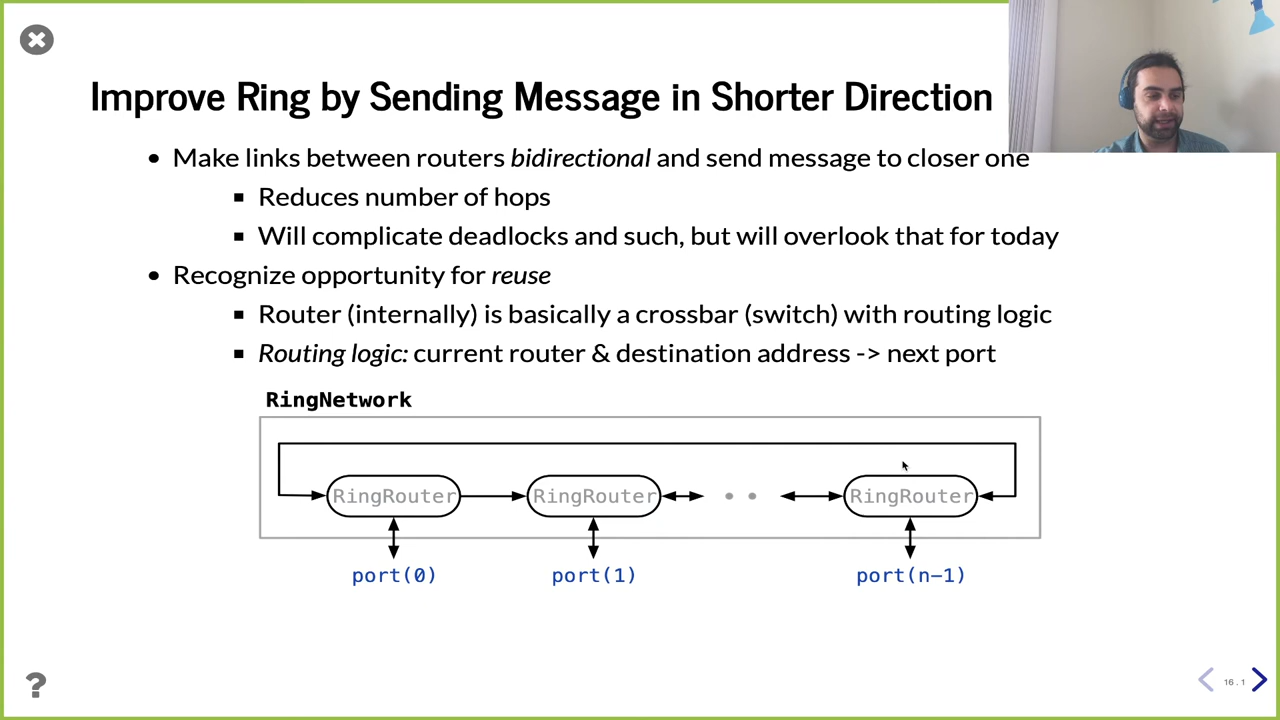 Improve Ring by Sending Message in Shorter Direction
• Make links between routers bidirectional and send message to closer one
▪ Reduces number of hops
▪ Will complicate deadlocks and such, but will overlook that for today
• Recognize opportunity for reuse
▪ Router (internally) is basically a crossbar (switch) with routing logic
▪ Routing logic: current router & destination address -> next port
RingNetwork
RingRouter RingRouter RingRouter
port(0) port(1) port(n-1)
?
16.1